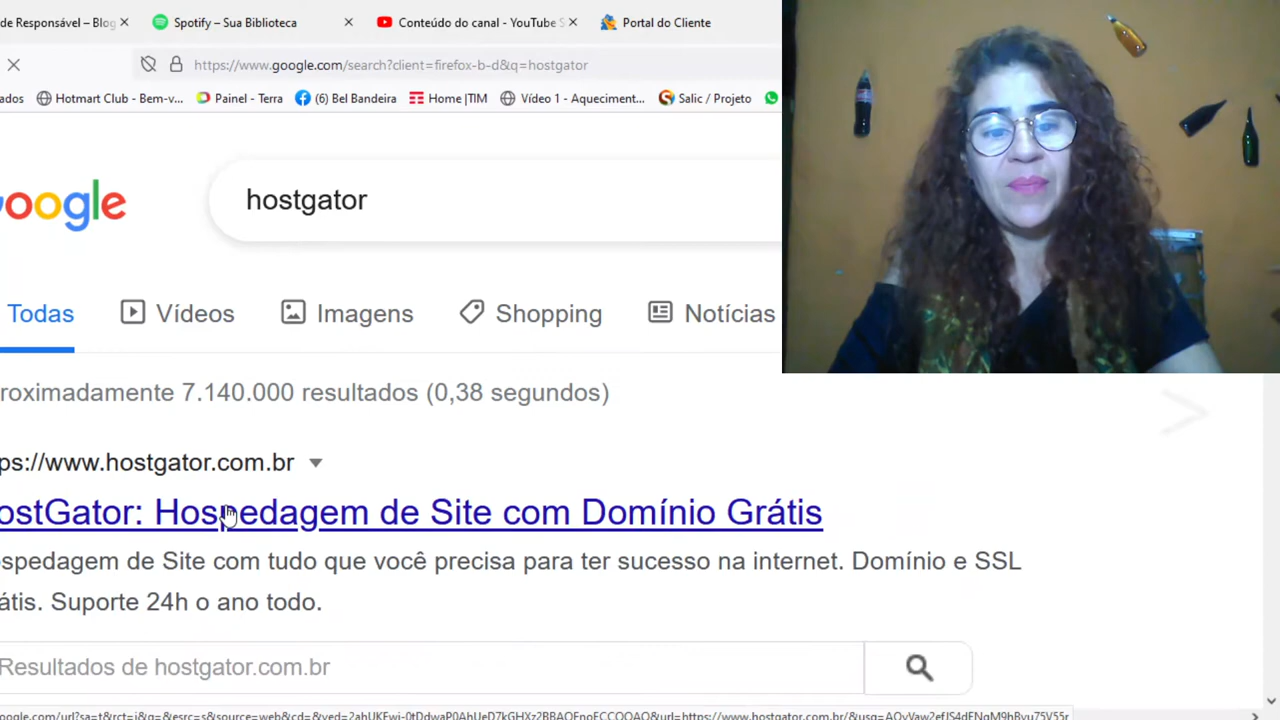 de Responsável – Blog
Spotify – Sua Biblioteca
Conteúdo do canal - YouTube S
Portal do Cliente
https://www.google.com/search?client=firefox-b-d&q=hostgator
ados
Hotmart Club - Bem-v...
Painel - Terra
(6) Bel Bandeira
Home |TIM
Vídeo 1 - Aqueciment...
Salic / Projeto
oogle
hostgator
Todas
Vídeos
Imagens
Shopping
Notícias
roximadamente 7.140.000 resultados (0,38 segundos)
ps://www.hostgator.com.br
ostGator: Hospedagem de Site com Domínio Grátis
spedagem de Site com tudo que você precisa para ter sucesso na internet. Domínio e SSL
átis. Suporte 24h o ano todo.
Resultados de hostgator.com.br